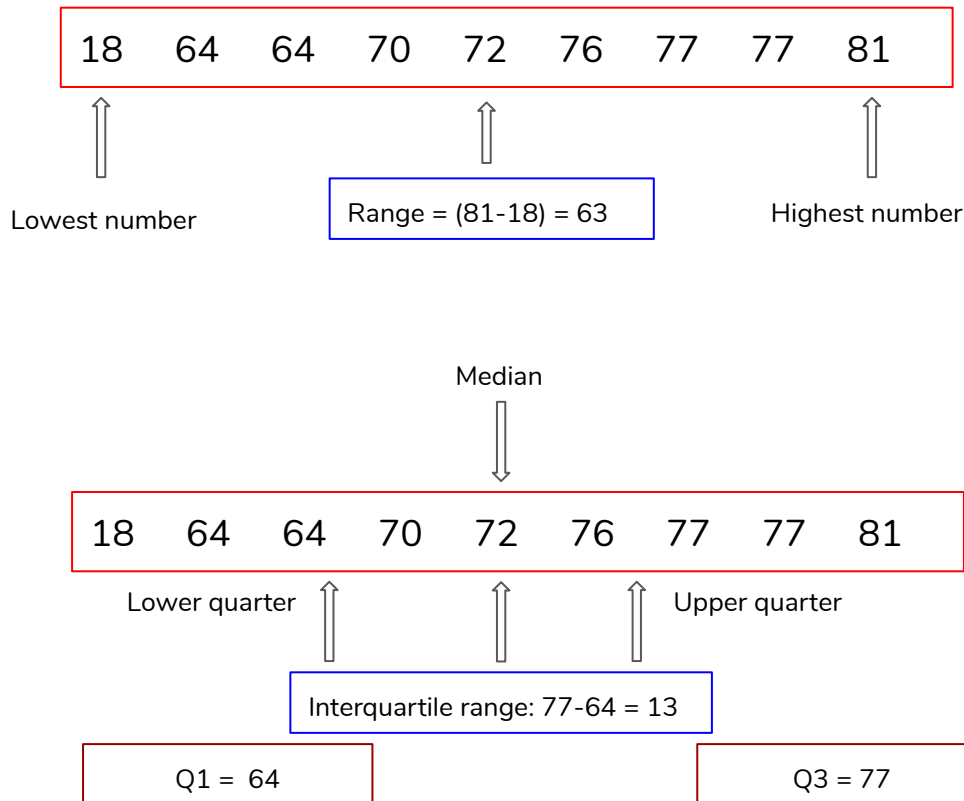 18 64 64 70 72 76 77 77 81
Lowest number
Range = (81-18) = 63
Highest number
Median
18 64 64 70 72 76 77 77 81
Lower quarter
Upper quarter
Interquartile range: 77-64 = 13
Q1 = 64
Q3 = 77